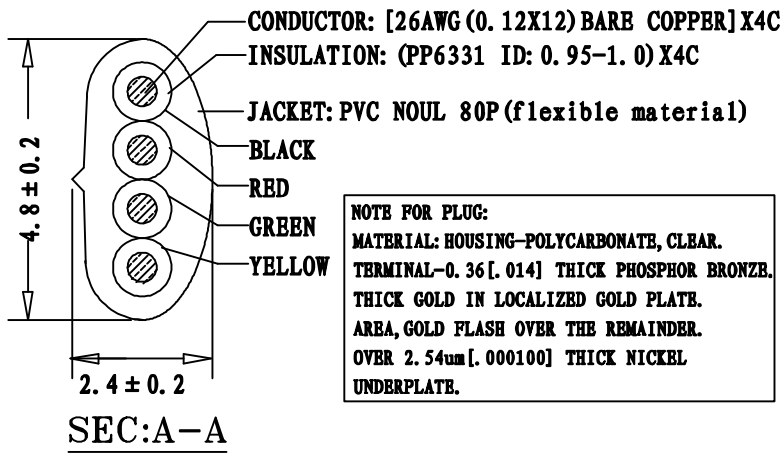 CONDUCTOR: [26AWG(0.12X12)BARE COPPER]X4C
INSULATION: (PP6331 ID: 0.95-1.0)X4C
JACKET: PVC NOUL 80P(flexible material)
BLACK
RED
GREEN
YELLOW
4.8±0.2
2.4±0.2
SEC:A-A
NOTE FOR PLUG:
MATERIAL: HOUSING-POLYCARBONATE, CLEAR.
TERMINAL-0.36[.014] THICK PHOSPHOR BRONZE.
THICK GOLD IN LOCALIZED GOLD PLATE.
AREA, GOLD FLASH OVER THE REMAINDER.
OVER 2.54um[.000100] THICK NICKEL
UNDERPLATE.